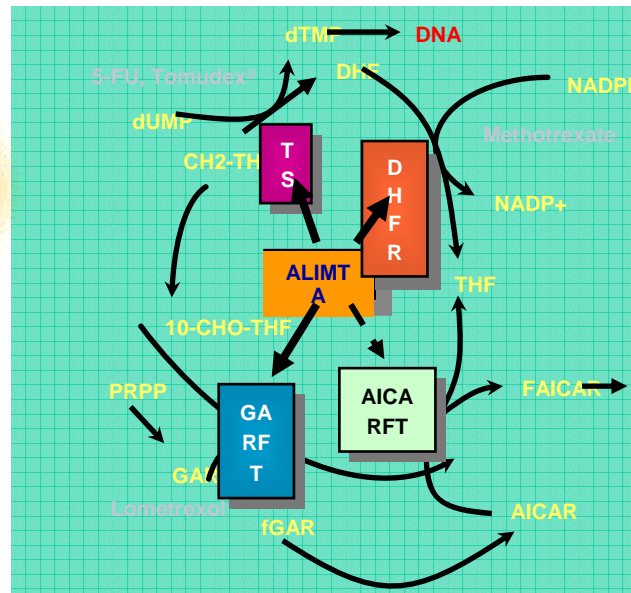 dTMP
DNA
5-FU, Tomudex®
DHF
NADPH
dUMP
Methotrexate
T
S
CH2-TH
D
H
F
R
NADP+
ALIMT
A
THF
10-CHO-THF
PRPP
GA
RF
T
AICA
RFT
FAICAR
GAR
Lometrexol
fGAR
AICAR